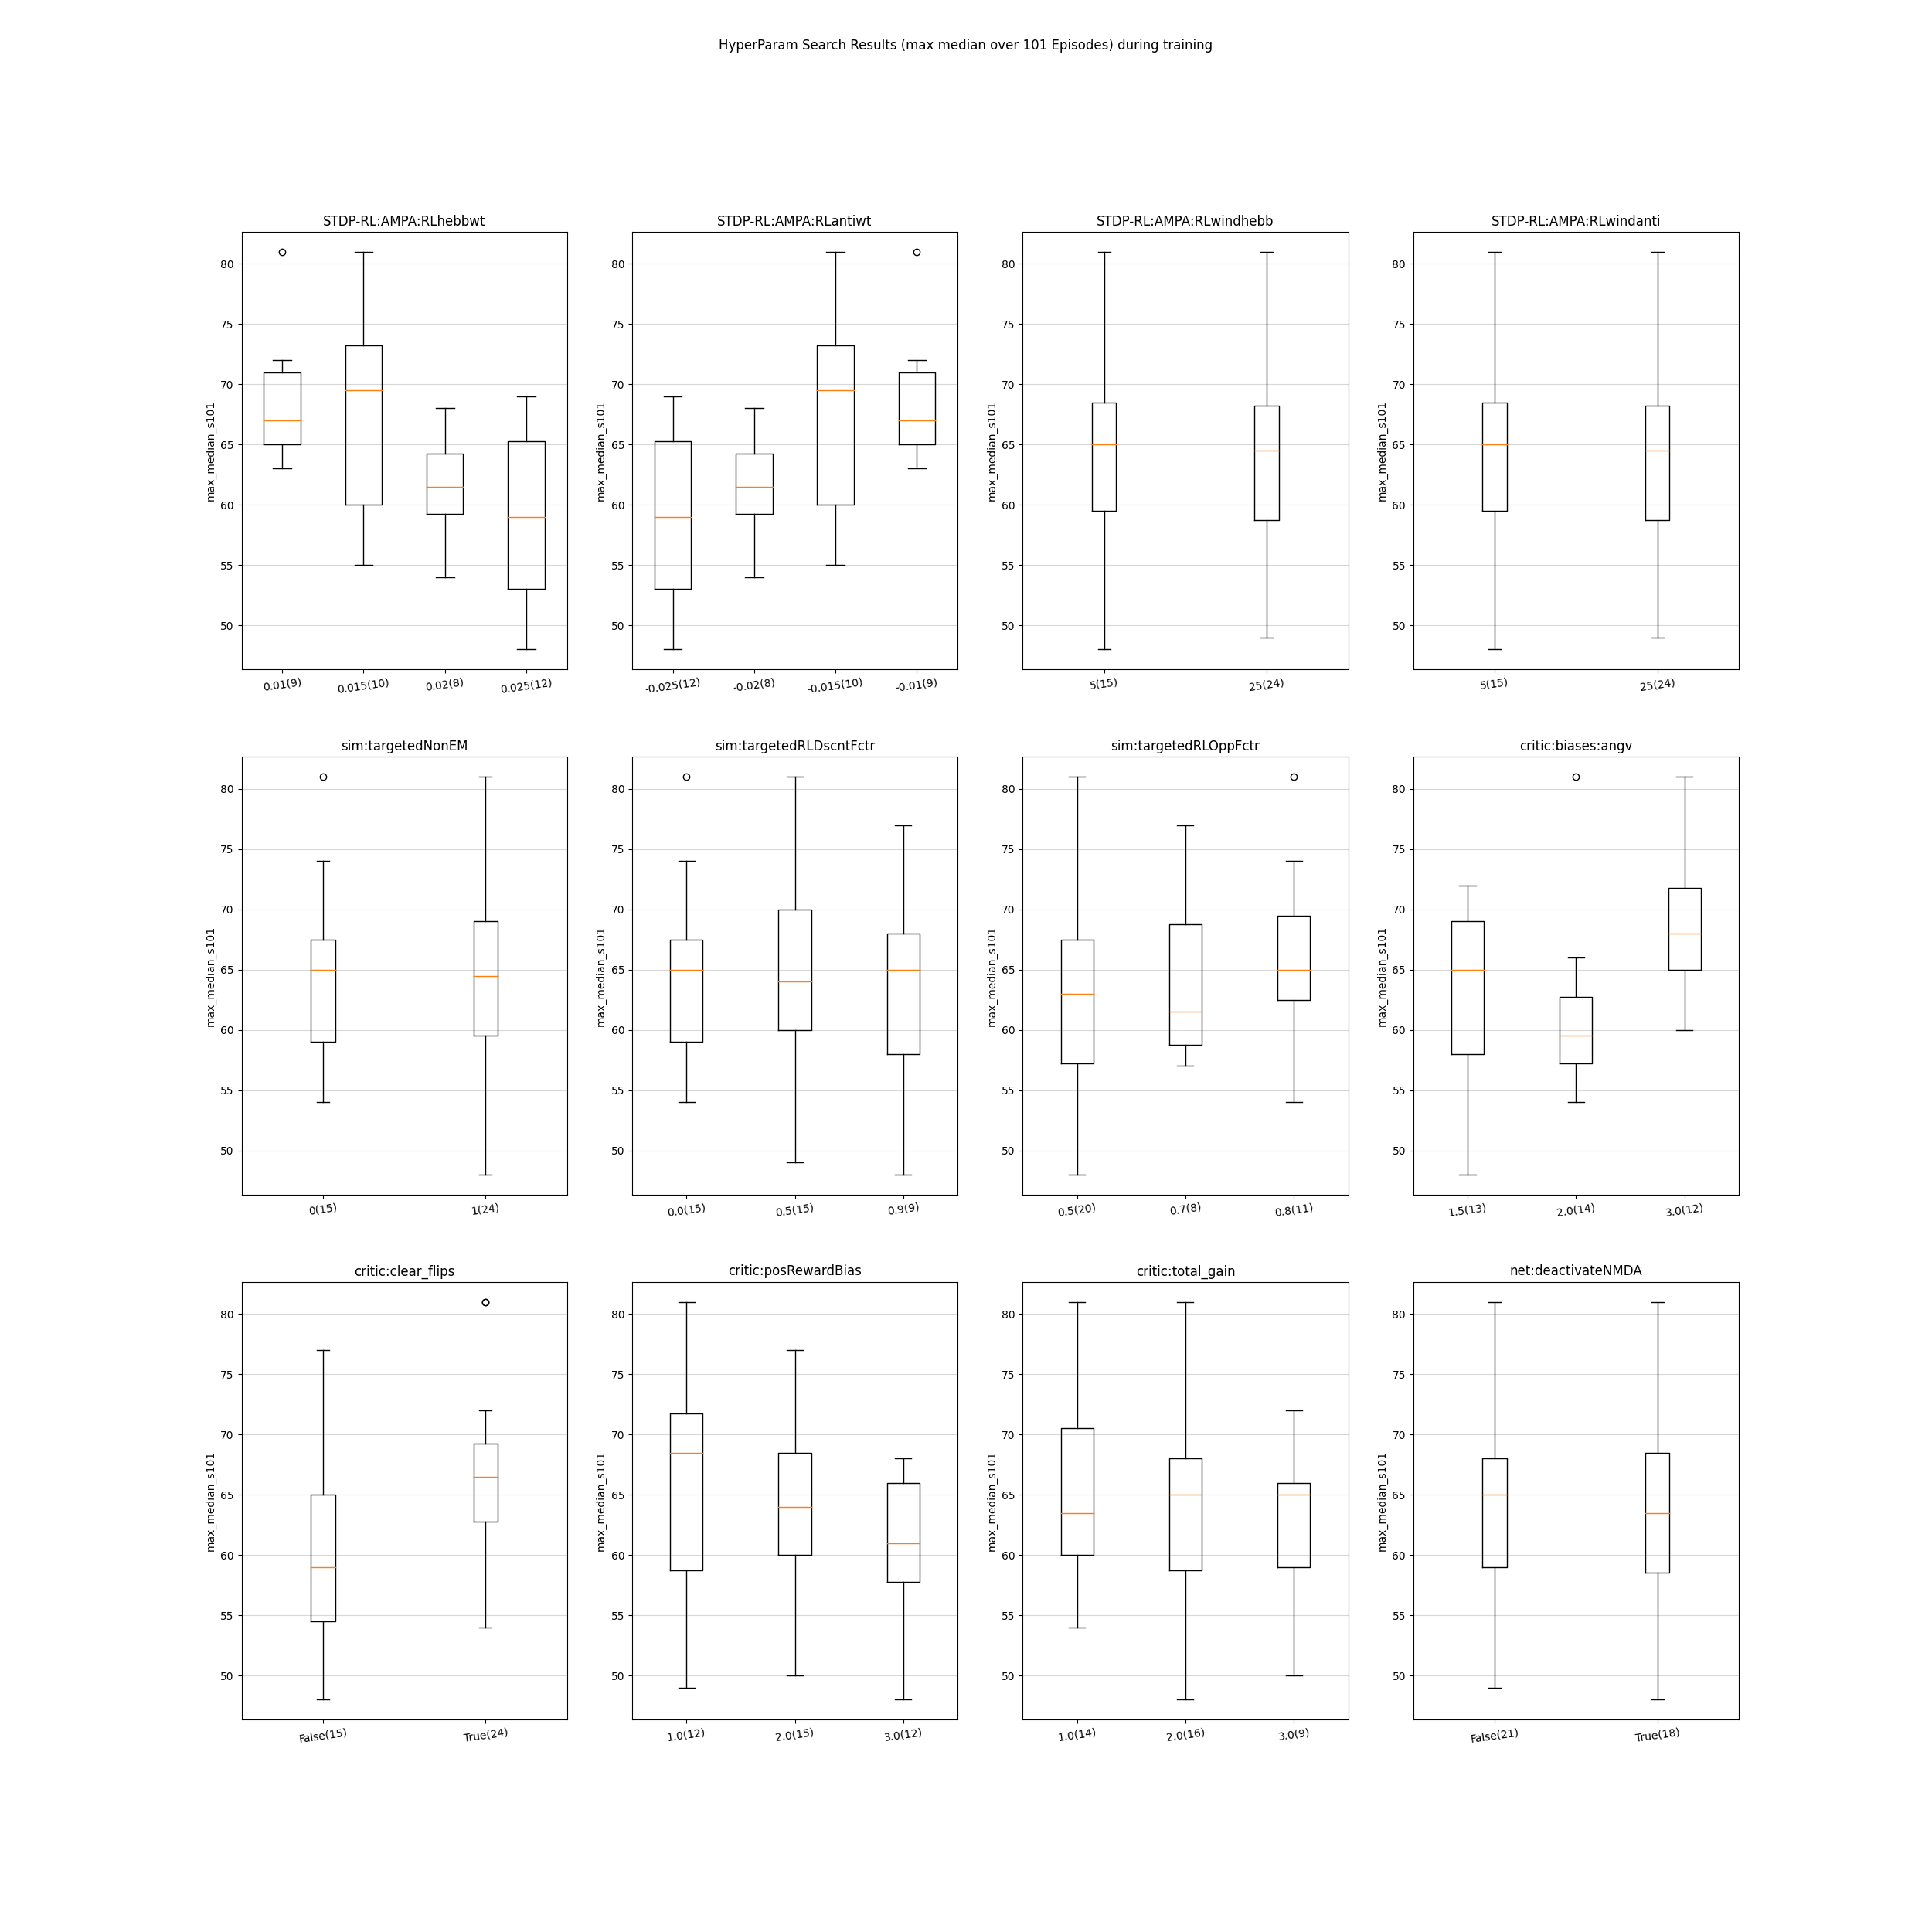 HyperParam Search Results (max median over 101 Episodes) during training
STDP-RL:AMPA:RLhebbwt
max_median_s101
80
75
70
65
60
55
50
0.01(9) 0.015(10) 0.02(8) 0.025(12)
STDP-RL:AMPA:RLantiwt
max_median_s101
80
75
70
65
60
55
50
-0.025(12) -0.02(8) -0.015(10) -0.01(9)
STDP-RL:AMPA:RLwindhebb
max_median_s101
80
75
70
65
60
55
50
5(15) 25(24)
STDP-RL:AMPA:RLwindanti
max_median_s101
80
75
70
65
60
55
50
5(15) 25(24)
sim:targetedNonEM
max_median_s101
80
75
70
65
60
55
50
0(15) 1(24)
sim:targetedRLDscntFctr
max_median_s101
80
75
70
65
60
55
50
0.0(15) 0.5(15) 0.9(9)
sim:targetedRLOppFctr
max_median_s101
80
75
70
65
60
55
50
0.5(20) 0.7(8) 0.8(11)
critic:biases:angv
max_median_s101
80
75
70
65
60
55
50
1.5(13) 2.0(14) 3.0(12)
critic:clear_flips
max_median_s101
80
75
70
65
60
55
50
False(15) True(24)
critic:posRewardBias
max_median_s101
80
75
70
65
60
55
50
1.0(12) 2.0(15) 3.0(12)
critic:total_gain
max_median_s101
80
75
70
65
60
55
50
1.0(14) 2.0(16) 3.0(9)
net:deactivateNMDA
max_median_s101
80
75
70
65
60
55
50
False(21) True(18)